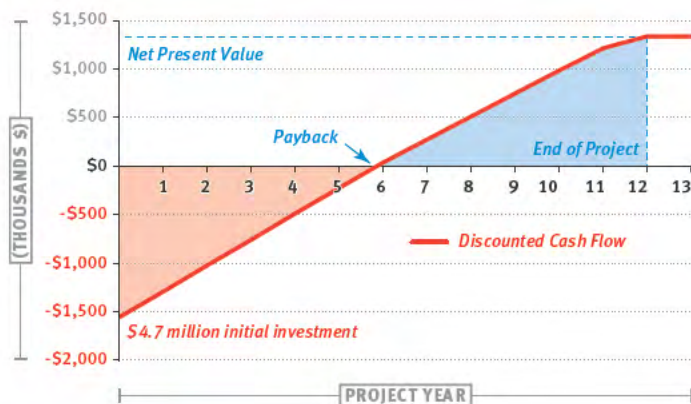 $1,500
Net Present Value
$1,000
$500
Payback
End of Project
$0
1 2 3 4 5 6 7 8 9 10 11 12 13
(THOUSANDS $)
-$500
Discounted Cash Flow
-$1,000
-$1,500
$4.7 million initial investment
-$2,000
PROJECT YEAR